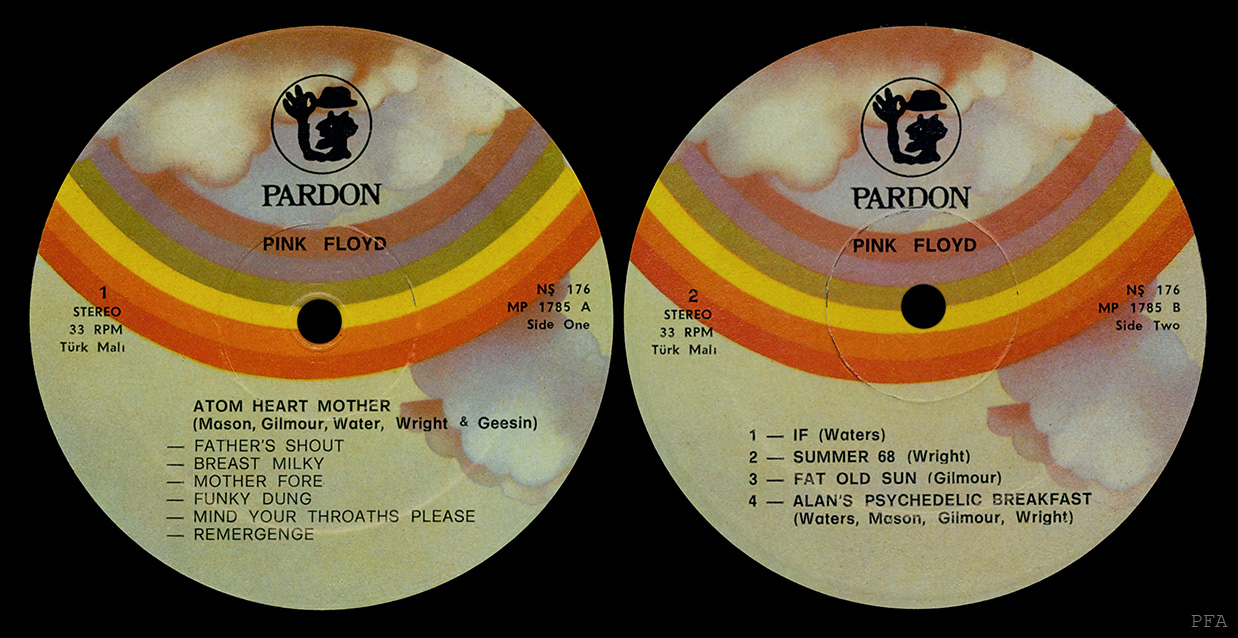 PARDON
PINK FLOYD
1
STEREO
33 RPM
Türk Malı
NŞ 176
MP 1785 A
Side One
ATOM HEART MOTHER
(Mason, Gilmour, Water, Wright & Geesin)
— FATHER'S SHOUT
— BREAST MILKY
— MOTHER FORE
— FUNKY DUNG
— MIND YOUR THROATHS PLEASE
— REMERGENGE
PARDON
PINK FLOYD
2
STEREO
33 RPM
Türk Malı
NŞ 176
MP 1785 B
Side Two
1 — IF (Waters)
2 — SUMMER 68 (Wright)
3 — FAT OLD SUN (Gilmour)
4 — ALAN'S PSYCHEDELIC BREAKFAST
(Waters, Mason, Gilmour, Wright)
PFA